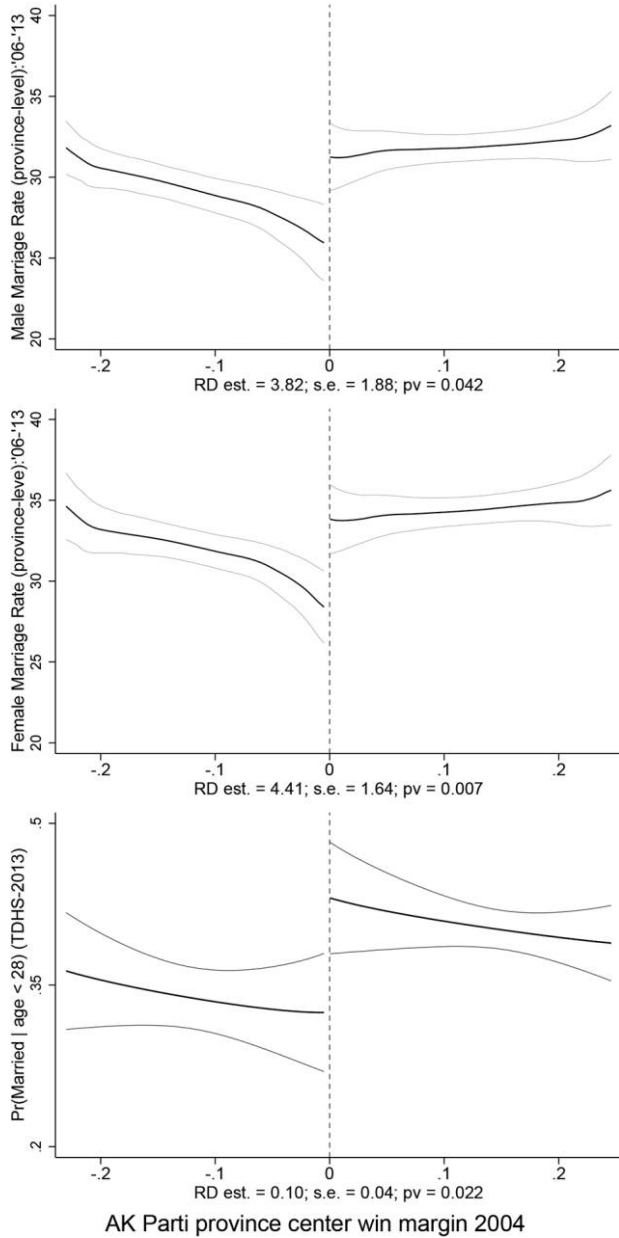 Male Marriage Rate (province-level):'06-'13
40
35
30
25
20
-.2 -.1 0 .1 .2
RD est. = 3.82; s.e. = 1.88; pv = 0.042
Female Marriage Rate (province-leve):'06-'13
40
35
30
25
20
-.2 -.1 0 .1 .2
RD est. = 4.41; s.e. = 1.64; pv = 0.007
Pr(Married | age < 28) (TDHS-2013)
.5
.35
.2
-.2 -.1 0 .1 .2
RD est. = 0.10; s.e. = 0.04; pv = 0.022
AK Parti province center win margin 2004